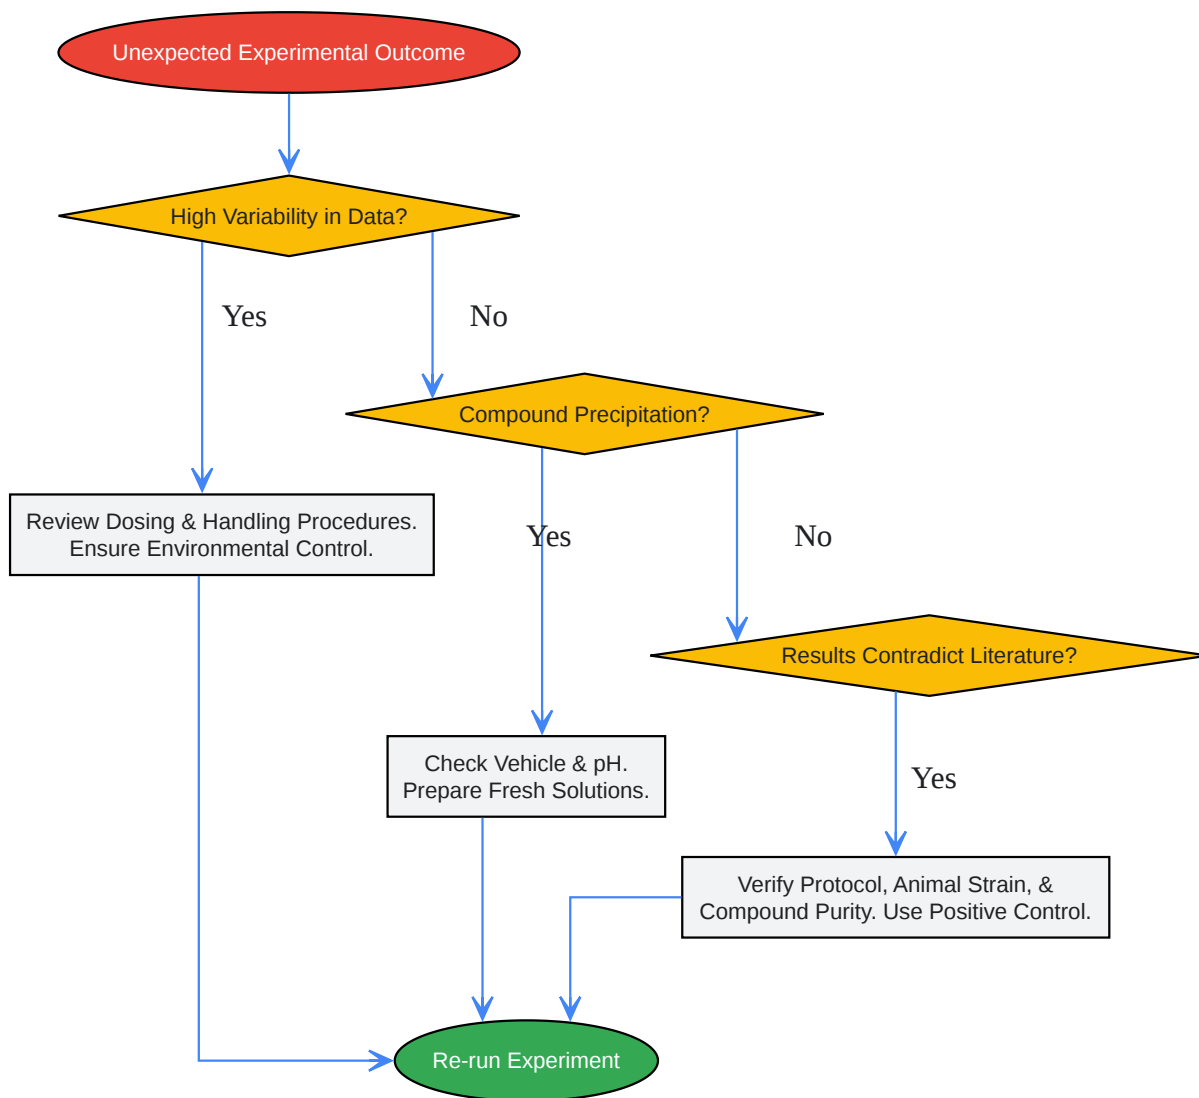 Unexpected Experimental Outcome
High Variability in Data?
Yes
No
Compound Precipitation?
Review Dosing & Handling Procedures.
Ensure Environmental Control.
Yes
No
Results Contradict Literature?
Check Vehicle & pH.
Prepare Fresh Solutions.
Yes
Verify Protocol, Animal Strain, &
Compound Purity. Use Positive Control.
Re-run Experiment